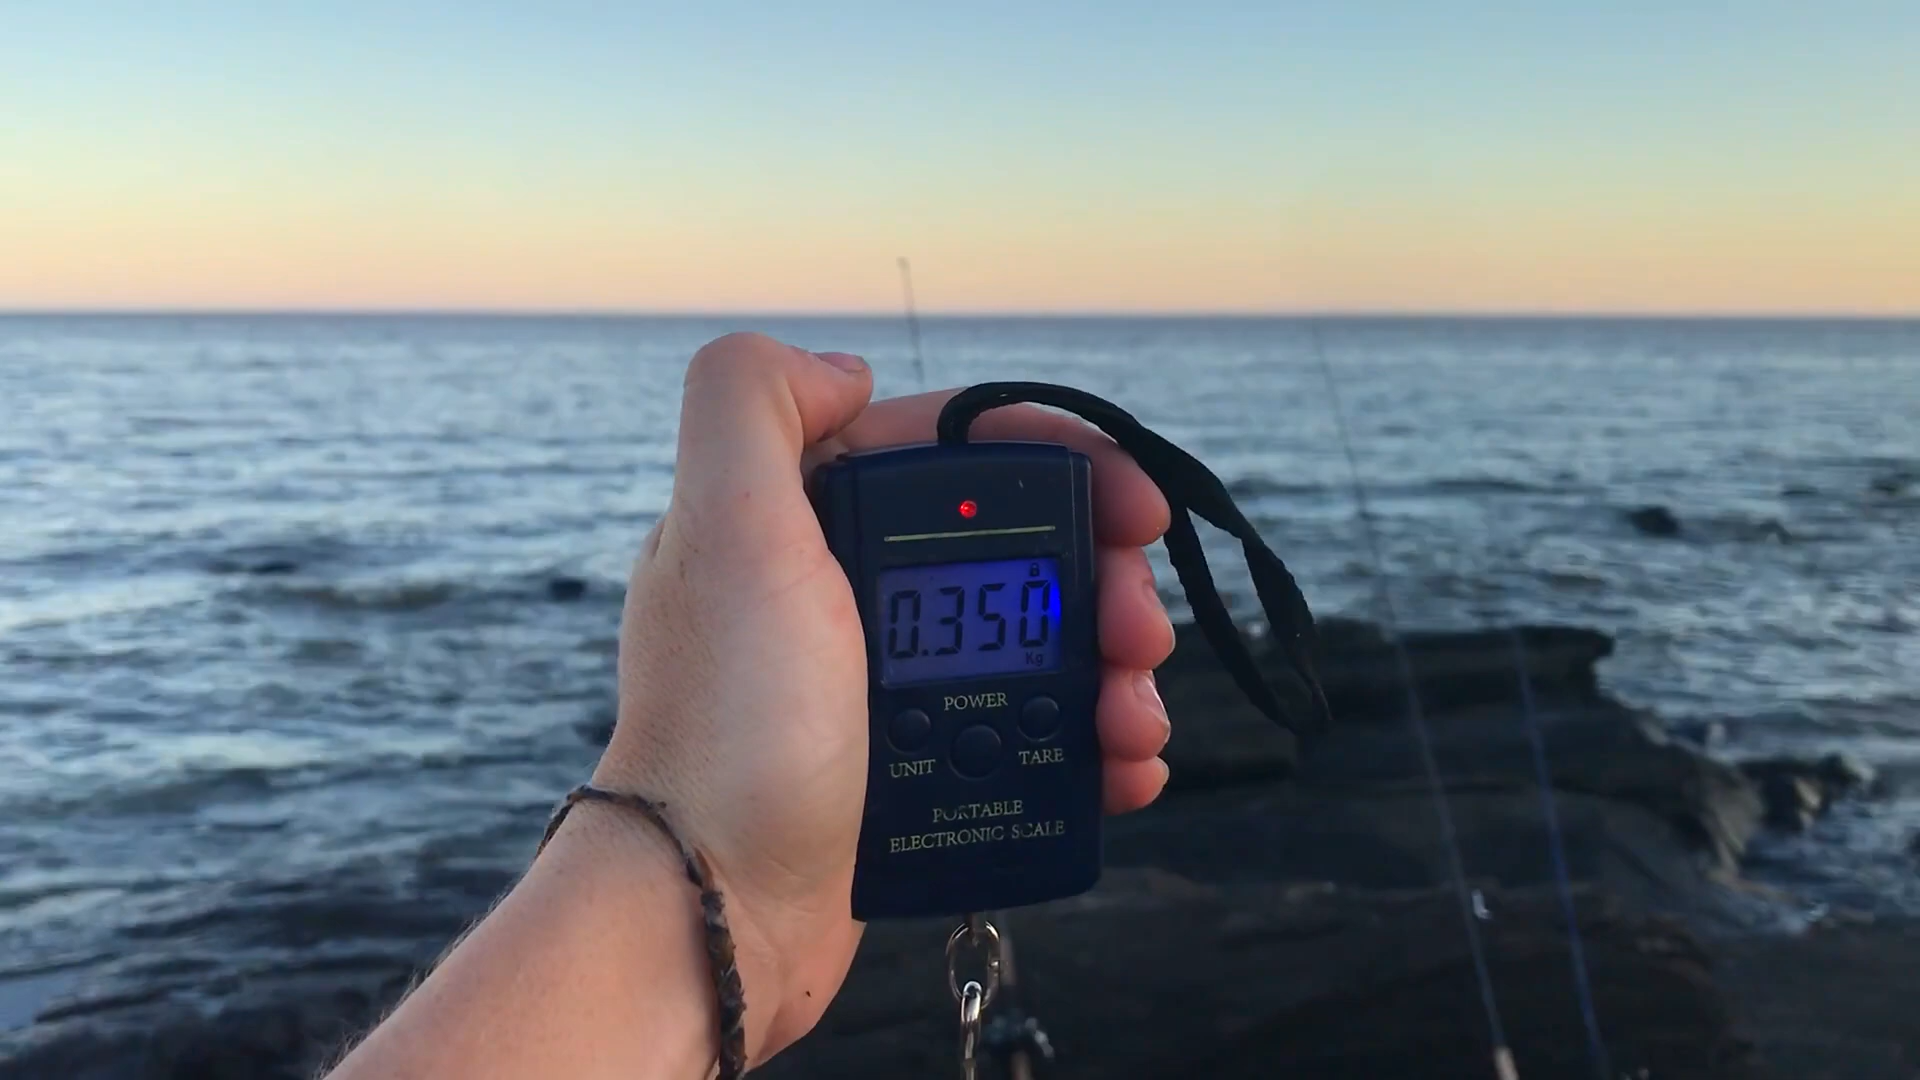 0.350
Kg
POWER
UNIT
TARE
PORTABLE
ELECTRONIC SCALE